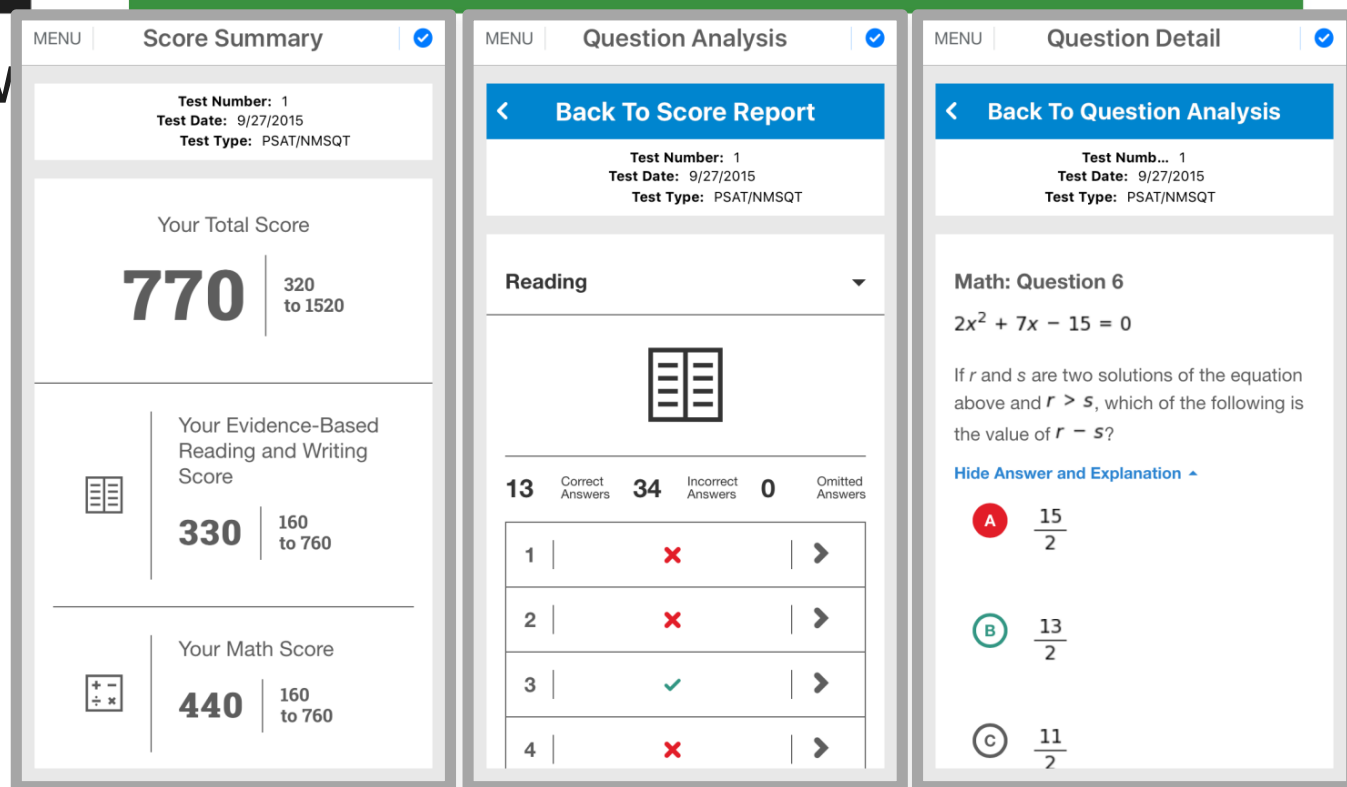 MENU
Score Summary
Test Number: 1
Test Date: 9/27/2015
Test Type: PSAT/NMSQT
Your Total Score
770
320
to 1520
Your Evidence-Based
Reading and Writing
Score
330
160
to 760
Your Math Score
440
160
to 760
MENU
Question Analysis
Back To Score Report
Test Number: 1
Test Date: 9/27/2015
Test Type: PSAT/NMSQT
Reading
13 Correct Answers 34 Incorrect Answers 0 Omitted Answers
1
2
3
4
MENU
Question Detail
Back To Question Analysis
Test Numb... 1
Test Date: 9/27/2015
Test Type: PSAT/NMSQT
Math: Question 6
2x² + 7x − 15 = 0
If r and s are two solutions of the equation
above and r > s, which of the following is
the value of r − s?
Hide Answer and Explanation
A 15/2
B 13/2
C 11/2